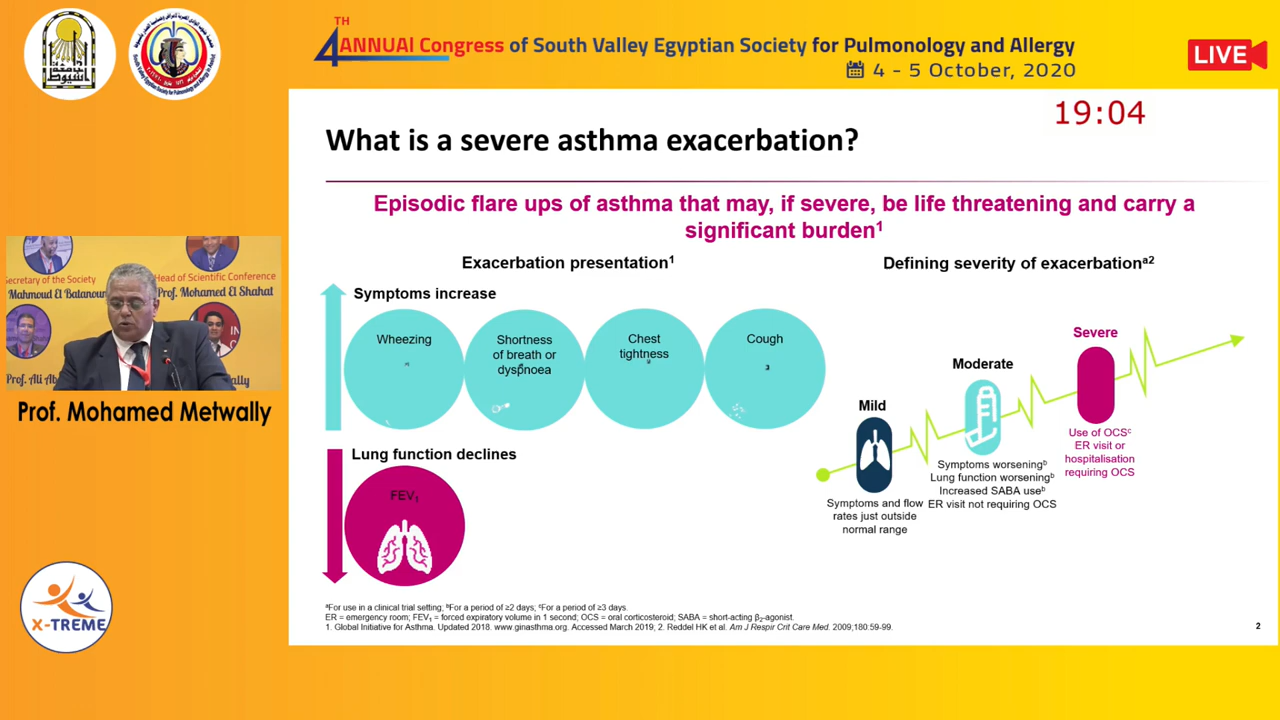 4TH ANNUAl Congress of South Valley Egyptian Society for Pulmonology and Allergy
4 - 5 October, 2020
LIVE
19:04
What is a severe asthma exacerbation?
Episodic flare ups of asthma that may, if severe, be life threatening and carry a
significant burden¹
Exacerbation presentation¹
Symptoms increase
Wheezing
Shortness
of breath or
dyspnoea
Chest
tightness
Cough
Lung function declines
FEV₁
Defining severity of exacerbationᵃ²
Mild
Symptoms and flow
rates just outside
normal range
Moderate
Symptoms worseningᵇ
Lung function worseningᵇ
Increased SABA useᵇ
ER visit not requiring OCS
Severe
Use of OCSᶜ
ER visit or
hospitalisation
requiring OCS
ᵃFor use in a clinical trial setting; ᵇFor a period of ≥2 days; ᶜFor a period of ≥3 days.
ER = emergency room; FEV₁ = forced expiratory volume in 1 second; OCS = oral corticosteroid; SABA = short-acting β₂-agonist.
1. Global Initiative for Asthma. Updated 2018. www.ginasthma.org. Accessed March 2019; 2. Reddel HK et al. Am J Respir Crit Care Med. 2009;180:59-99.
2
Secretary of the Society
Mahmoud El Batanoun
Head of Scientific Conference
Prof. Mohamed El Shahat
Prof. Ali Ab
Prof. Mohamed Metwally
X-TREME